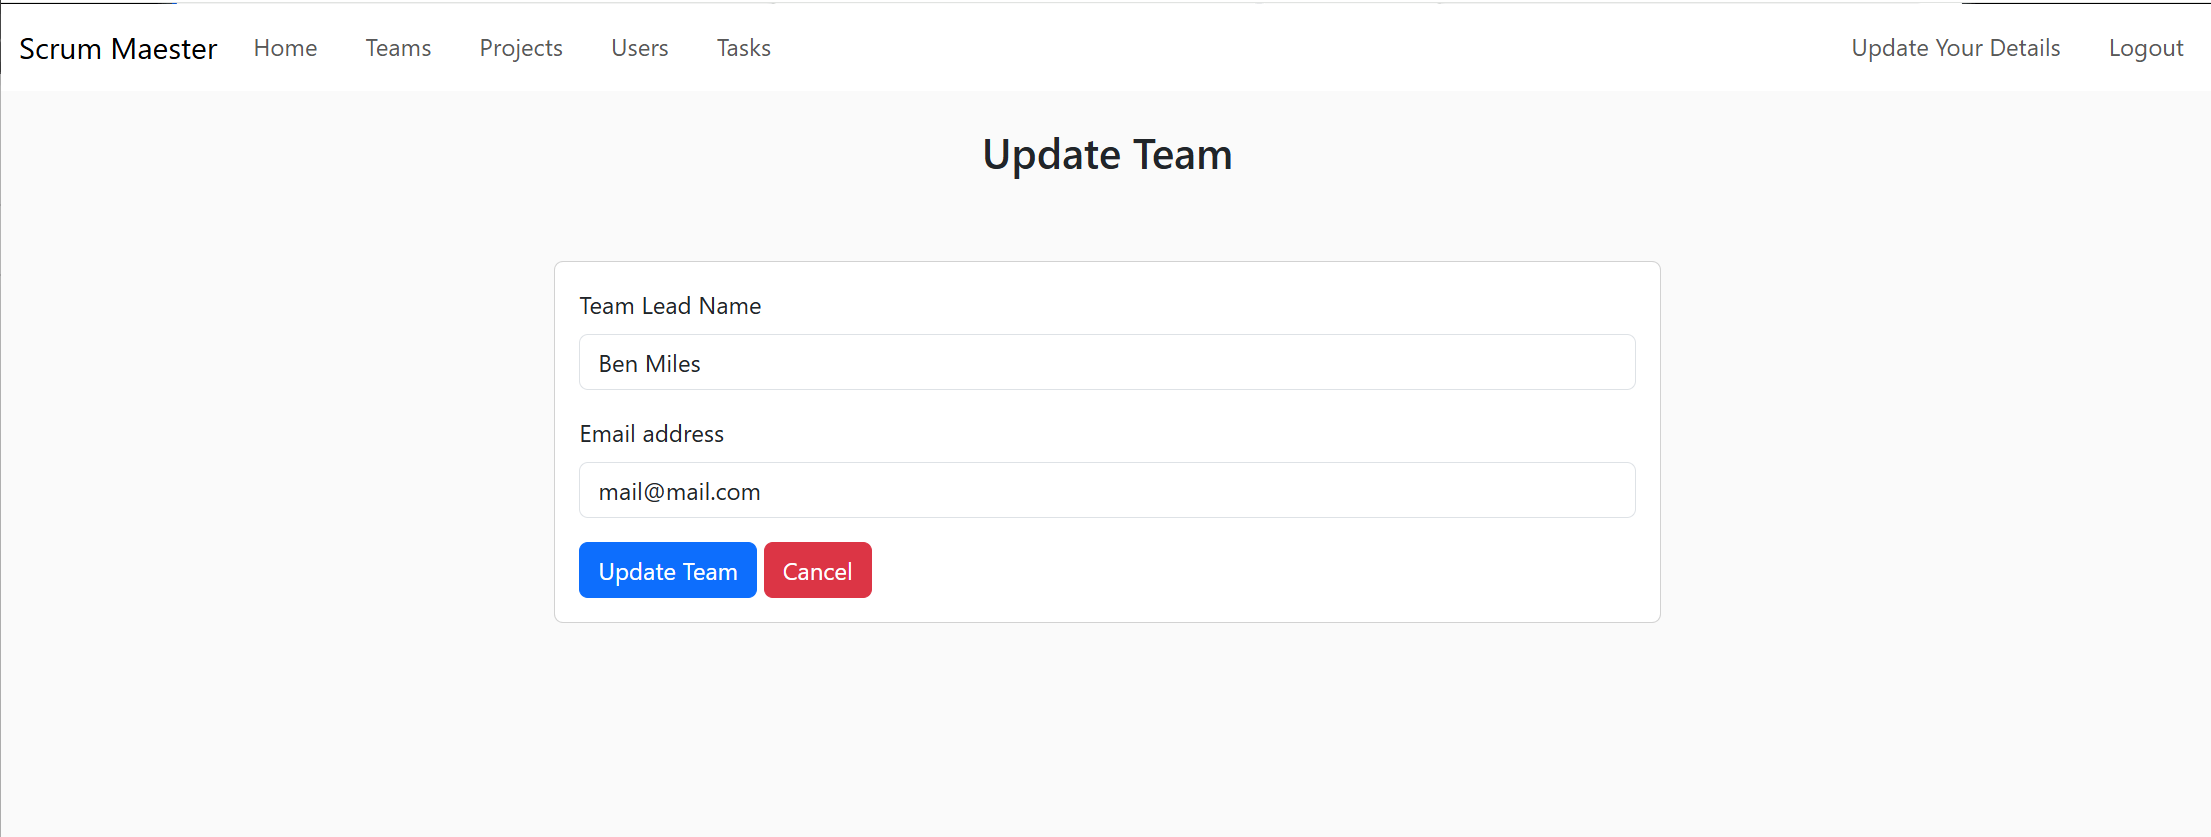 Scrum Maester Home Teams Projects Users Tasks Update Your Details Logout
Update Team
Team Lead Name
Ben Miles
Email address
mail@mail.com
Update Team Cancel